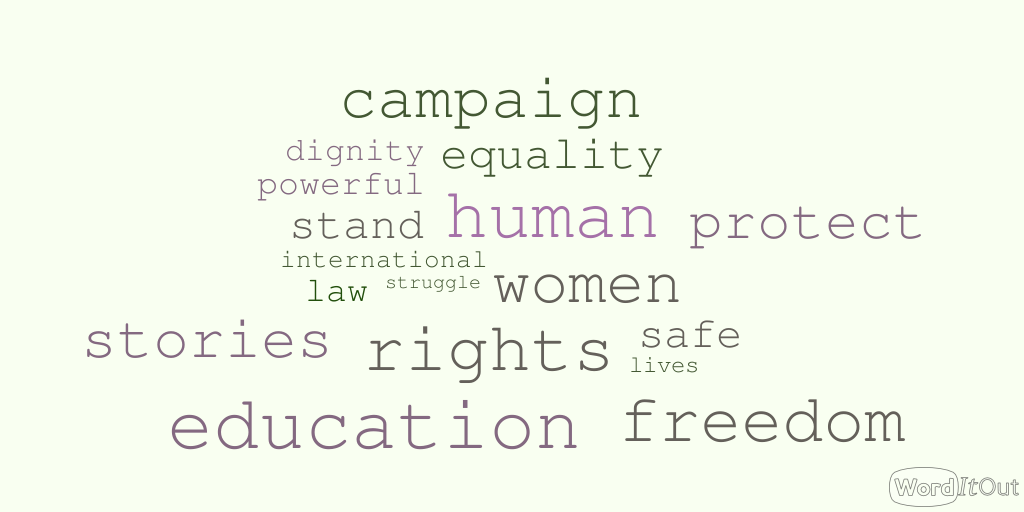 campaign
dignity equality
powerful
stand human protect
international
law struggle women
stories rights safe
lives
education freedom
WordItOut